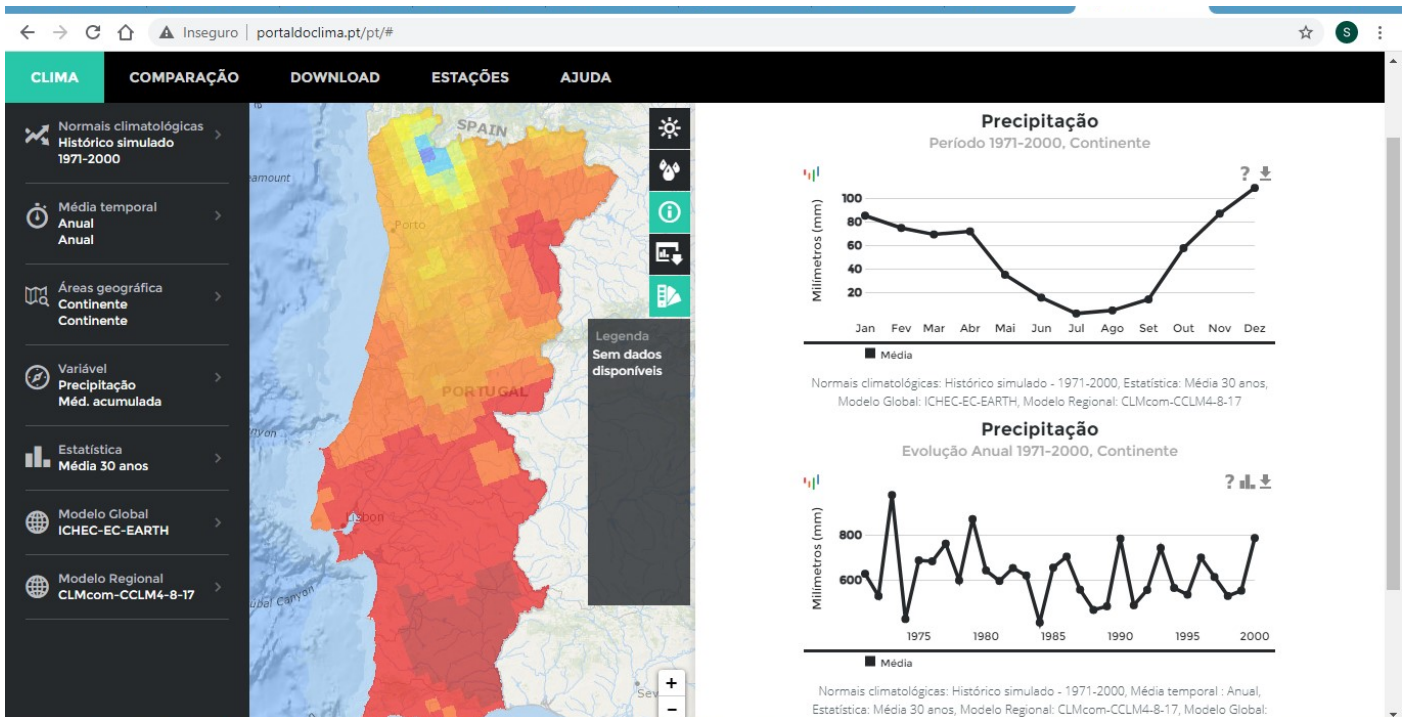 Inseguro | portaldoclima.pt/pt/#
S
CLIMA
COMPARAÇÃO
DOWNLOAD
ESTAÇÕES
AJUDA
Normais climatológicas
Histórico simulado
1971-2000
Média temporal
Anual
Anual
Áreas geográfica
Continente
Continente
Variável
Precipitação
Méd. acumulada
Estatística
Média 30 anos
Modelo Global
ICHEC-EC-EARTH
Modelo Regional
CLMcom-CCLM4-8-17
SPAIN
Porto
PORTUGAL
Lisbon
Legenda
Sem dados
disponíveis
+
−
Precipitação
Período 1971-2000, Continente
?
Milímetros (mm)
100
80
60
40
20
Jan Fev Mar Abr Mai Jun Jul Ago Set Out Nov Dez
Média
Normais climatológicas: Histórico simulado - 1971-2000, Estatística: Média 30 anos,
Modelo Global: ICHEC-EC-EARTH, Modelo Regional: CLMcom-CCLM4-8-17
Precipitação
Evolução Anual 1971-2000, Continente
?
Milímetros (mm)
800
600
1975 1980 1985 1990 1995 2000
Média
Normais climatológicas: Histórico simulado - 1971-2000, Média temporal : Anual,
Estatística: Média 30 anos, Modelo Regional: CLMcom-CCLM4-8-17, Modelo Global: